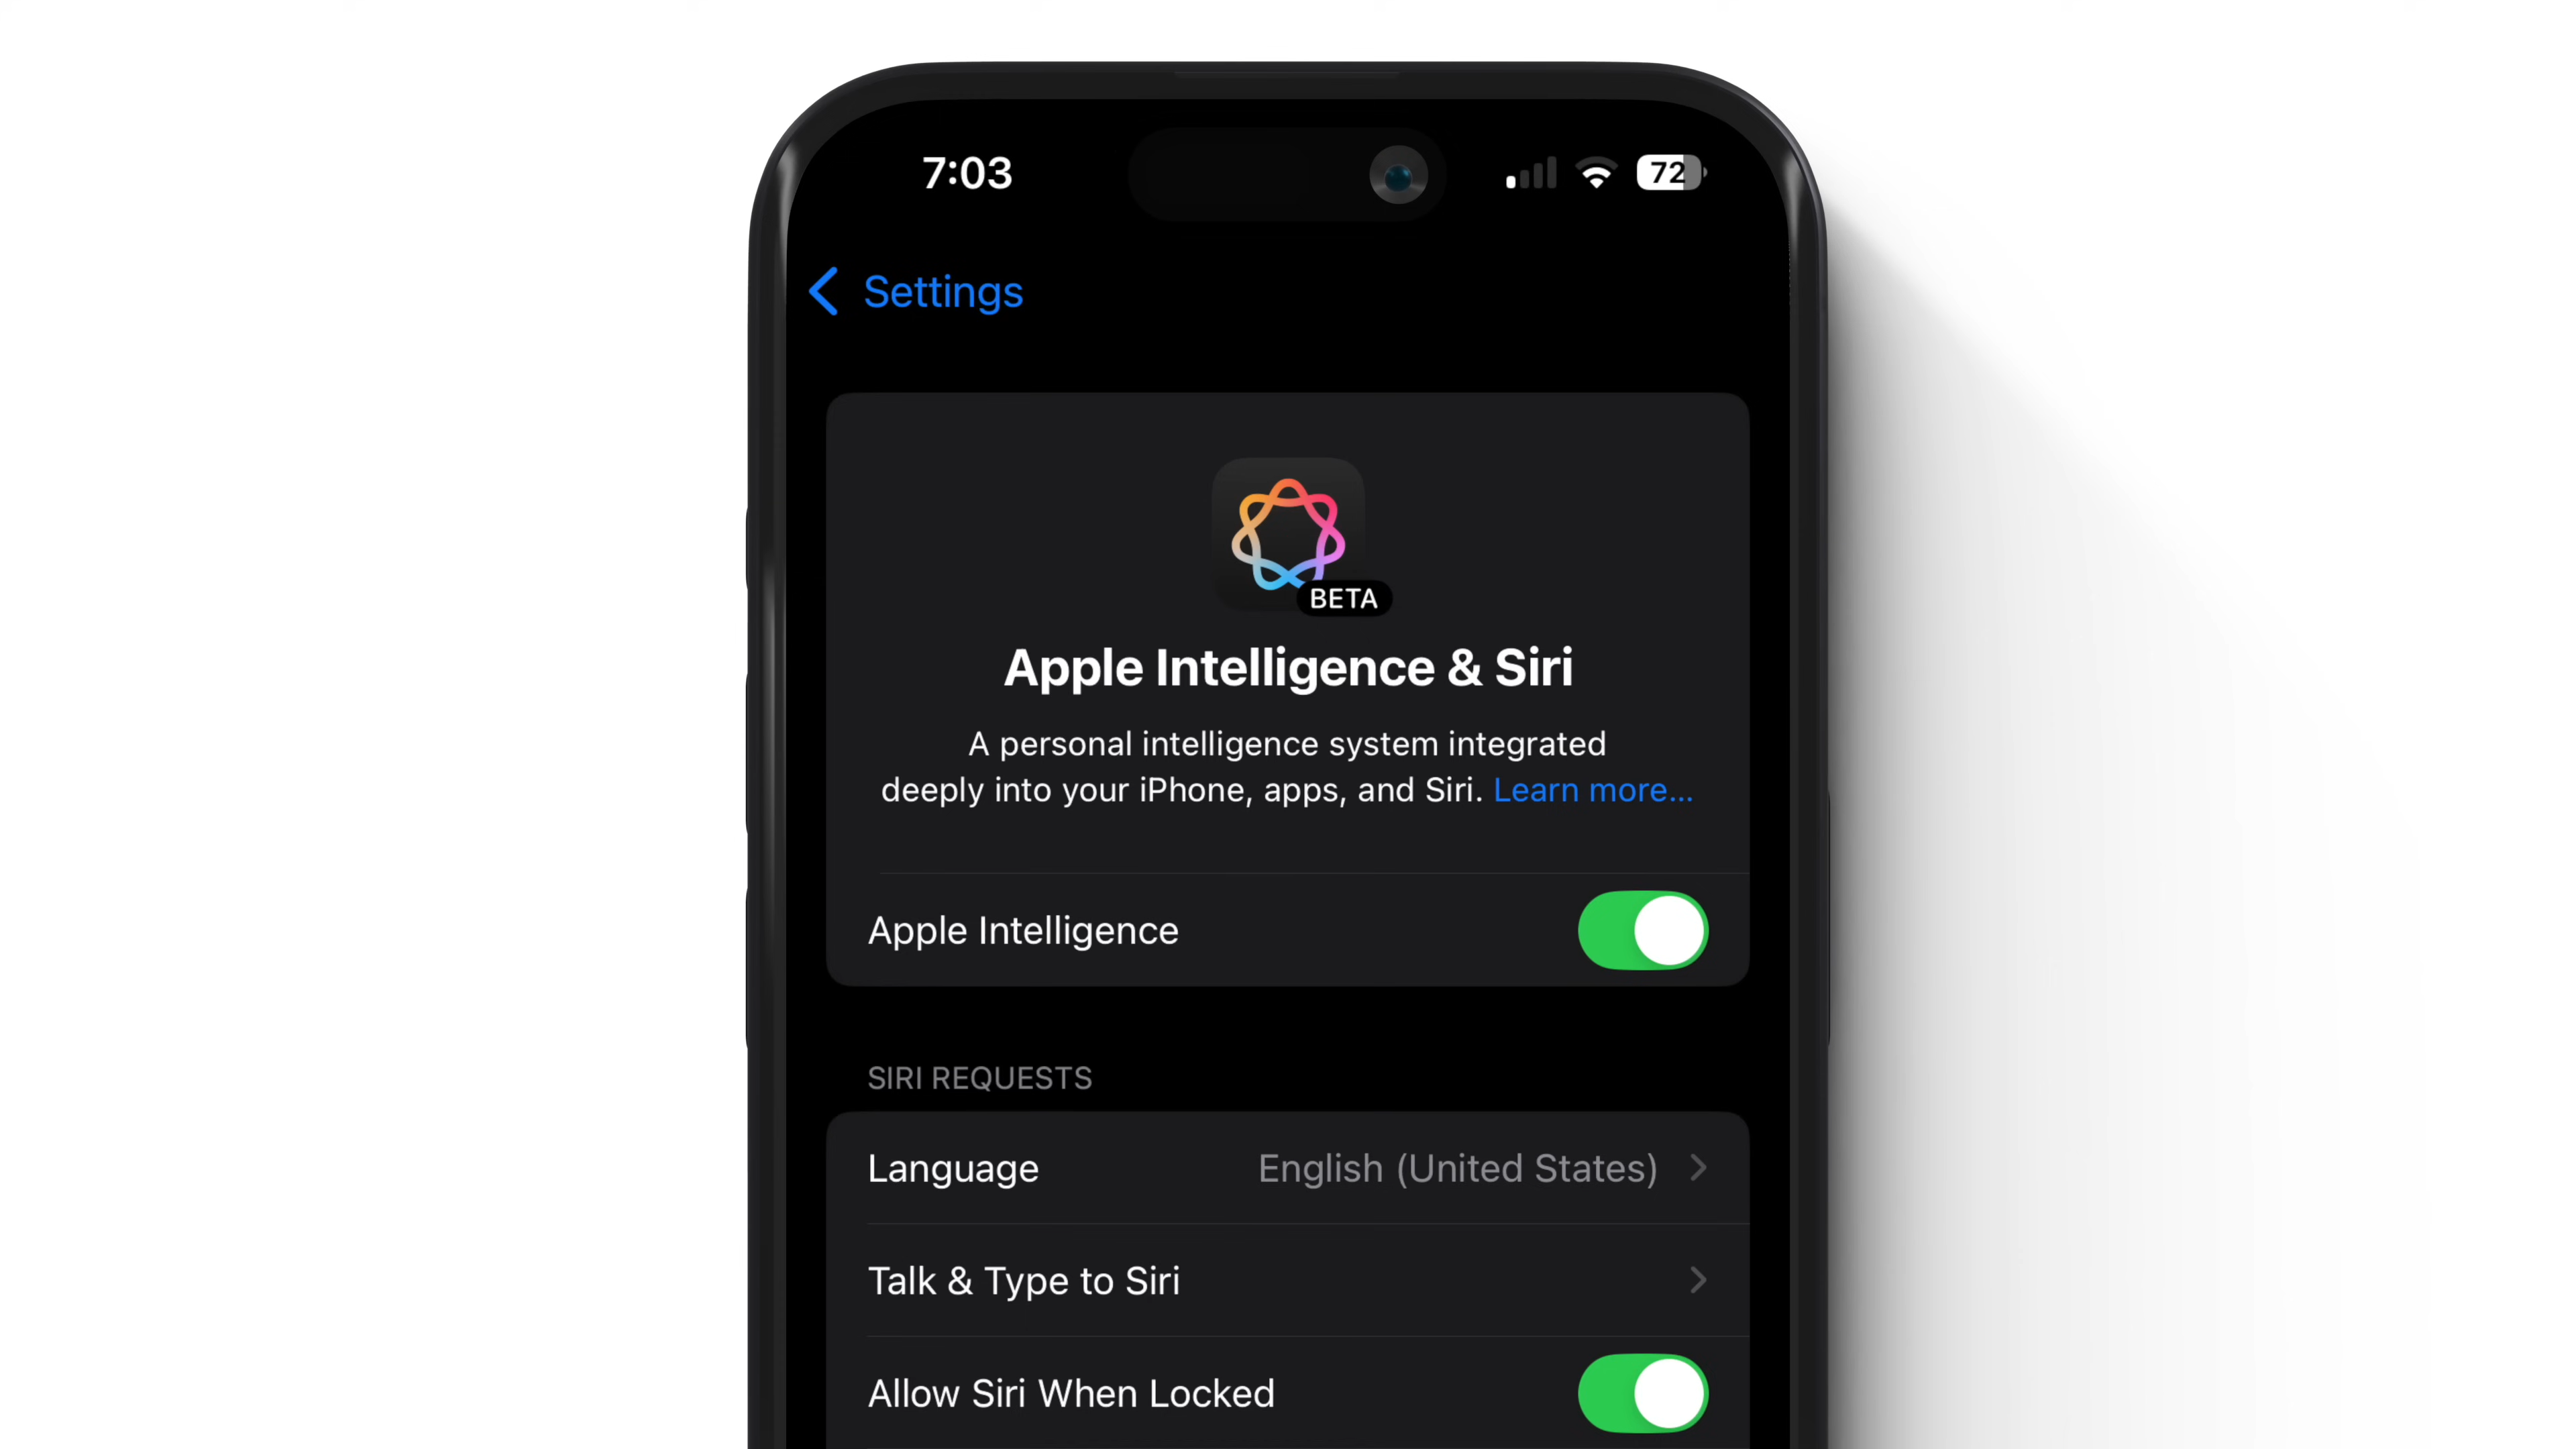 7:03
72
Settings
BETA
Apple Intelligence & Siri
A personal intelligence system integrated
deeply into your iPhone, apps, and Siri. Learn more...
Apple Intelligence
SIRI REQUESTS
Language English (United States)
Talk & Type to Siri
Allow Siri When Locked